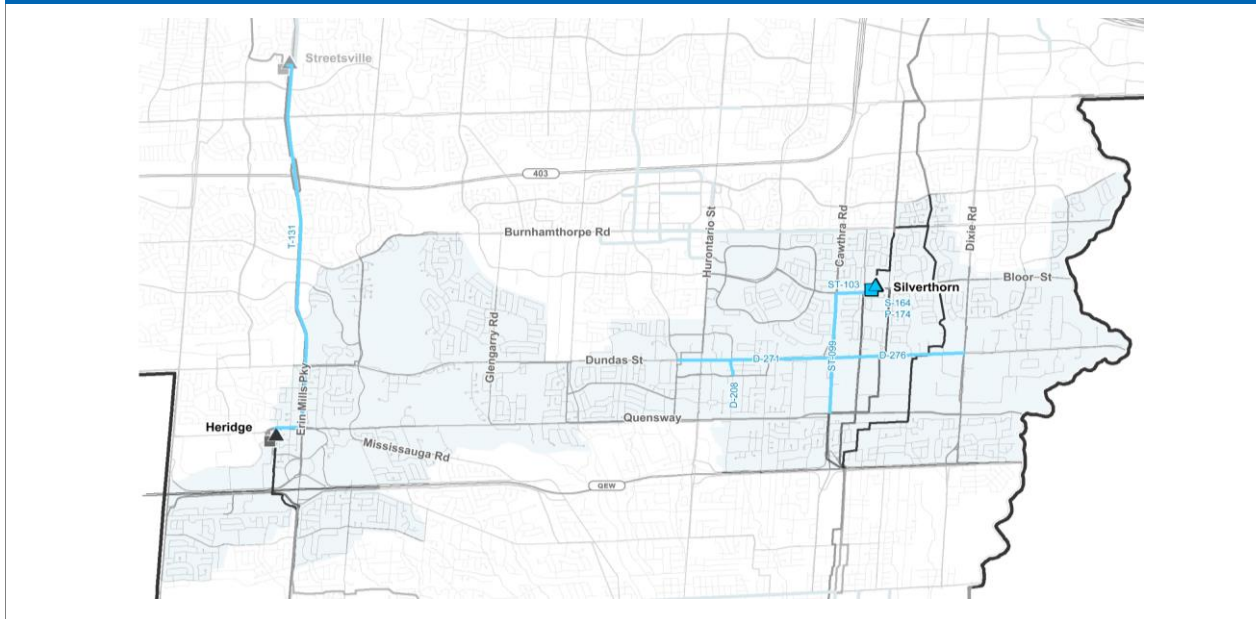 Streetsville
403
T-131
Burnhamthorpe Rd
Hurontario St
Cawthra Rd
Dixie Rd
Bloor St
ST-103
Silverthorn
S-164
P-174
Glengarry Rd
Dundas St
D-271
ST-099
D-276
D-208
Erin Mills Pky
Quensway
Heridge
Mississauga Rd
QEW